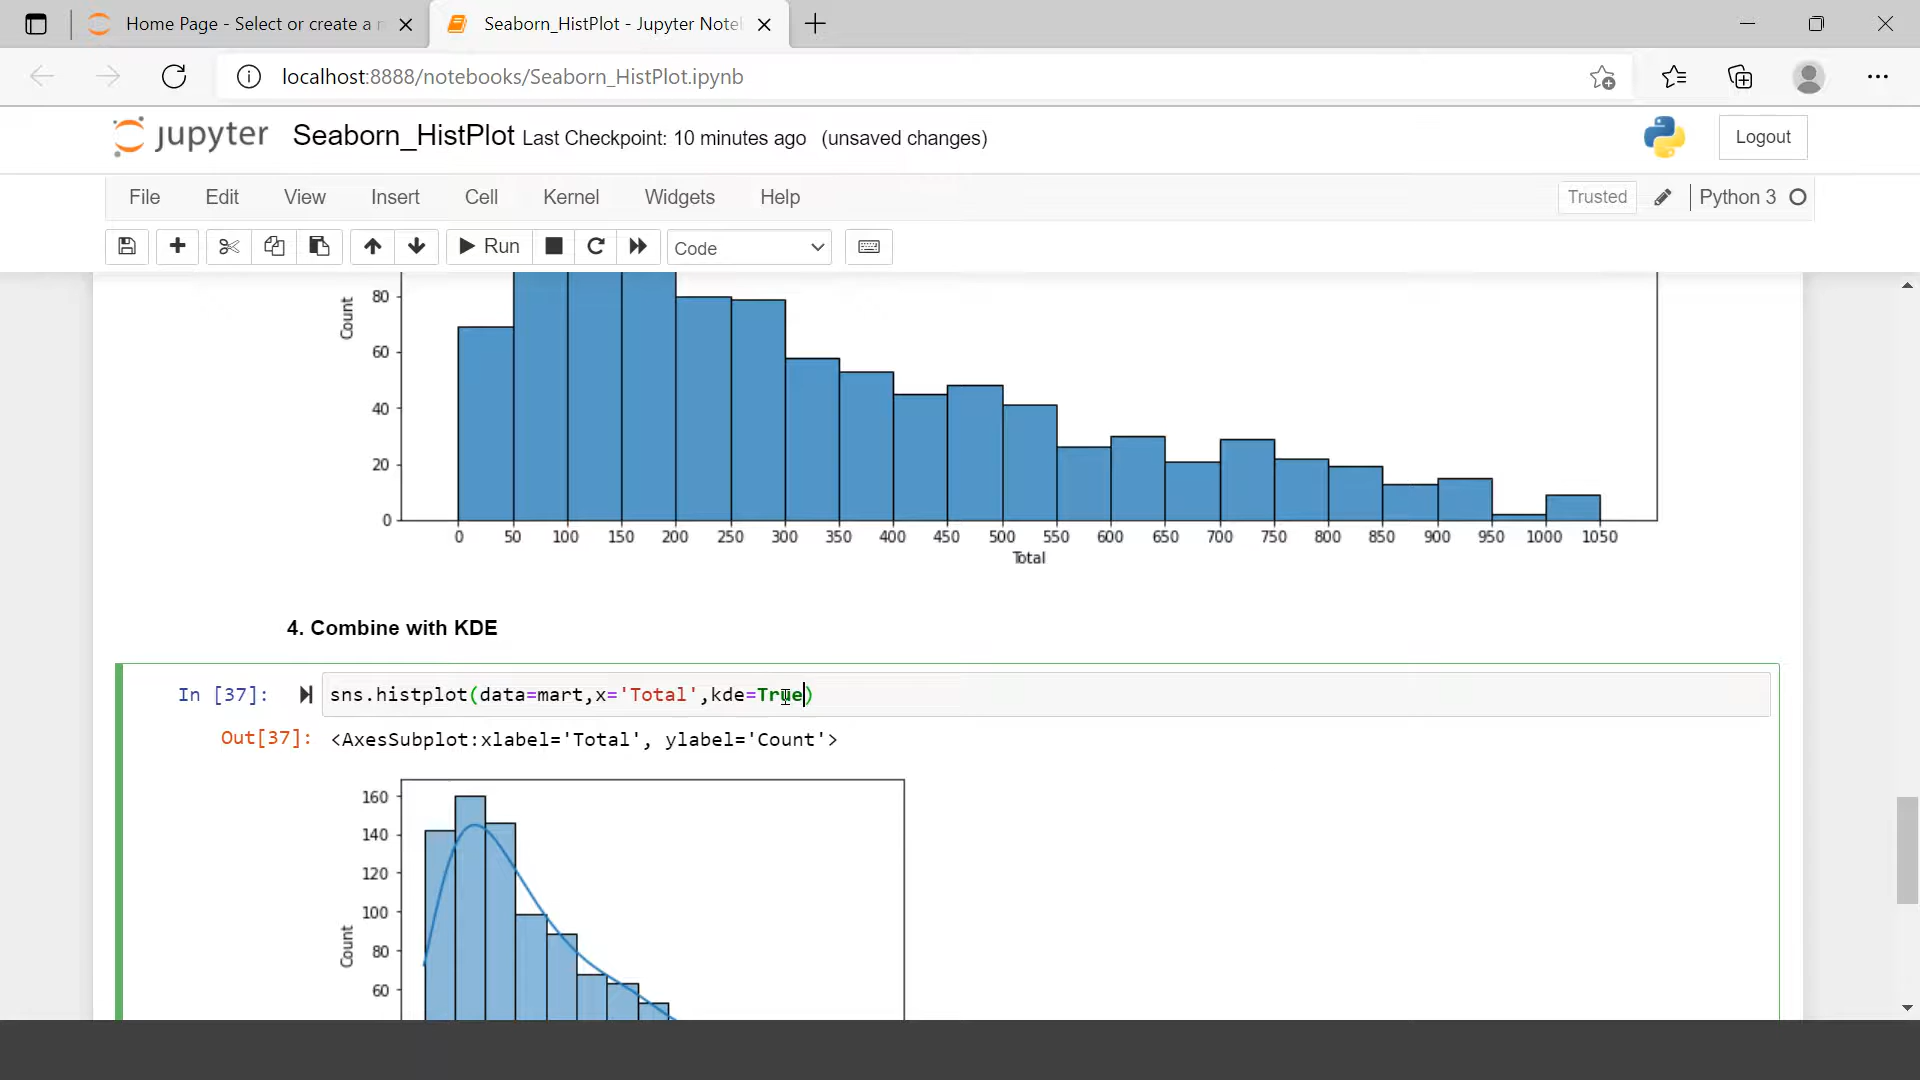 Home Page - Select or create a n
Seaborn_HistPlot - Jupyter Note
localhost:8888/notebooks/Seaborn_HistPlot.ipynb
jupyter Seaborn_HistPlot Last Checkpoint: 10 minutes ago (unsaved changes)
Logout
File Edit View Insert Cell Kernel Widgets Help
Trusted Python 3
Run Code
Count
80
60
40
20
0
0 50 100 150 200 250 300 350 400 450 500 550 600 650 700 750 800 850 900 950 1000 1050
Total
4. Combine with KDE
In [37]: sns.histplot(data=mart,x='Total',kde=True)
Out[37]: <AxesSubplot:xlabel='Total', ylabel='Count'>
160
140
120
100
80
60
Count